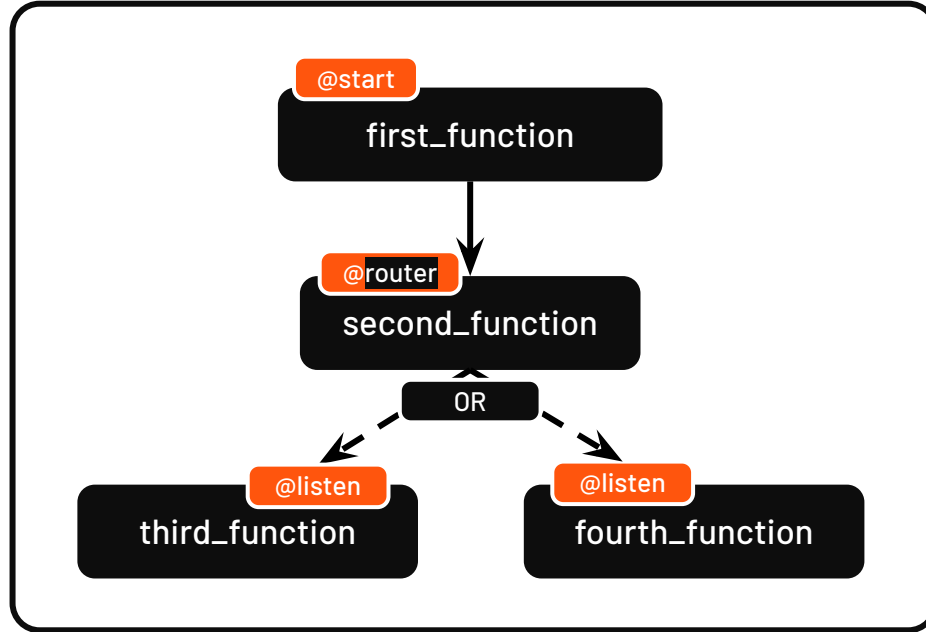 @start
first_function
@router
second_function
OR
@listen
@listen
third_function
fourth_function